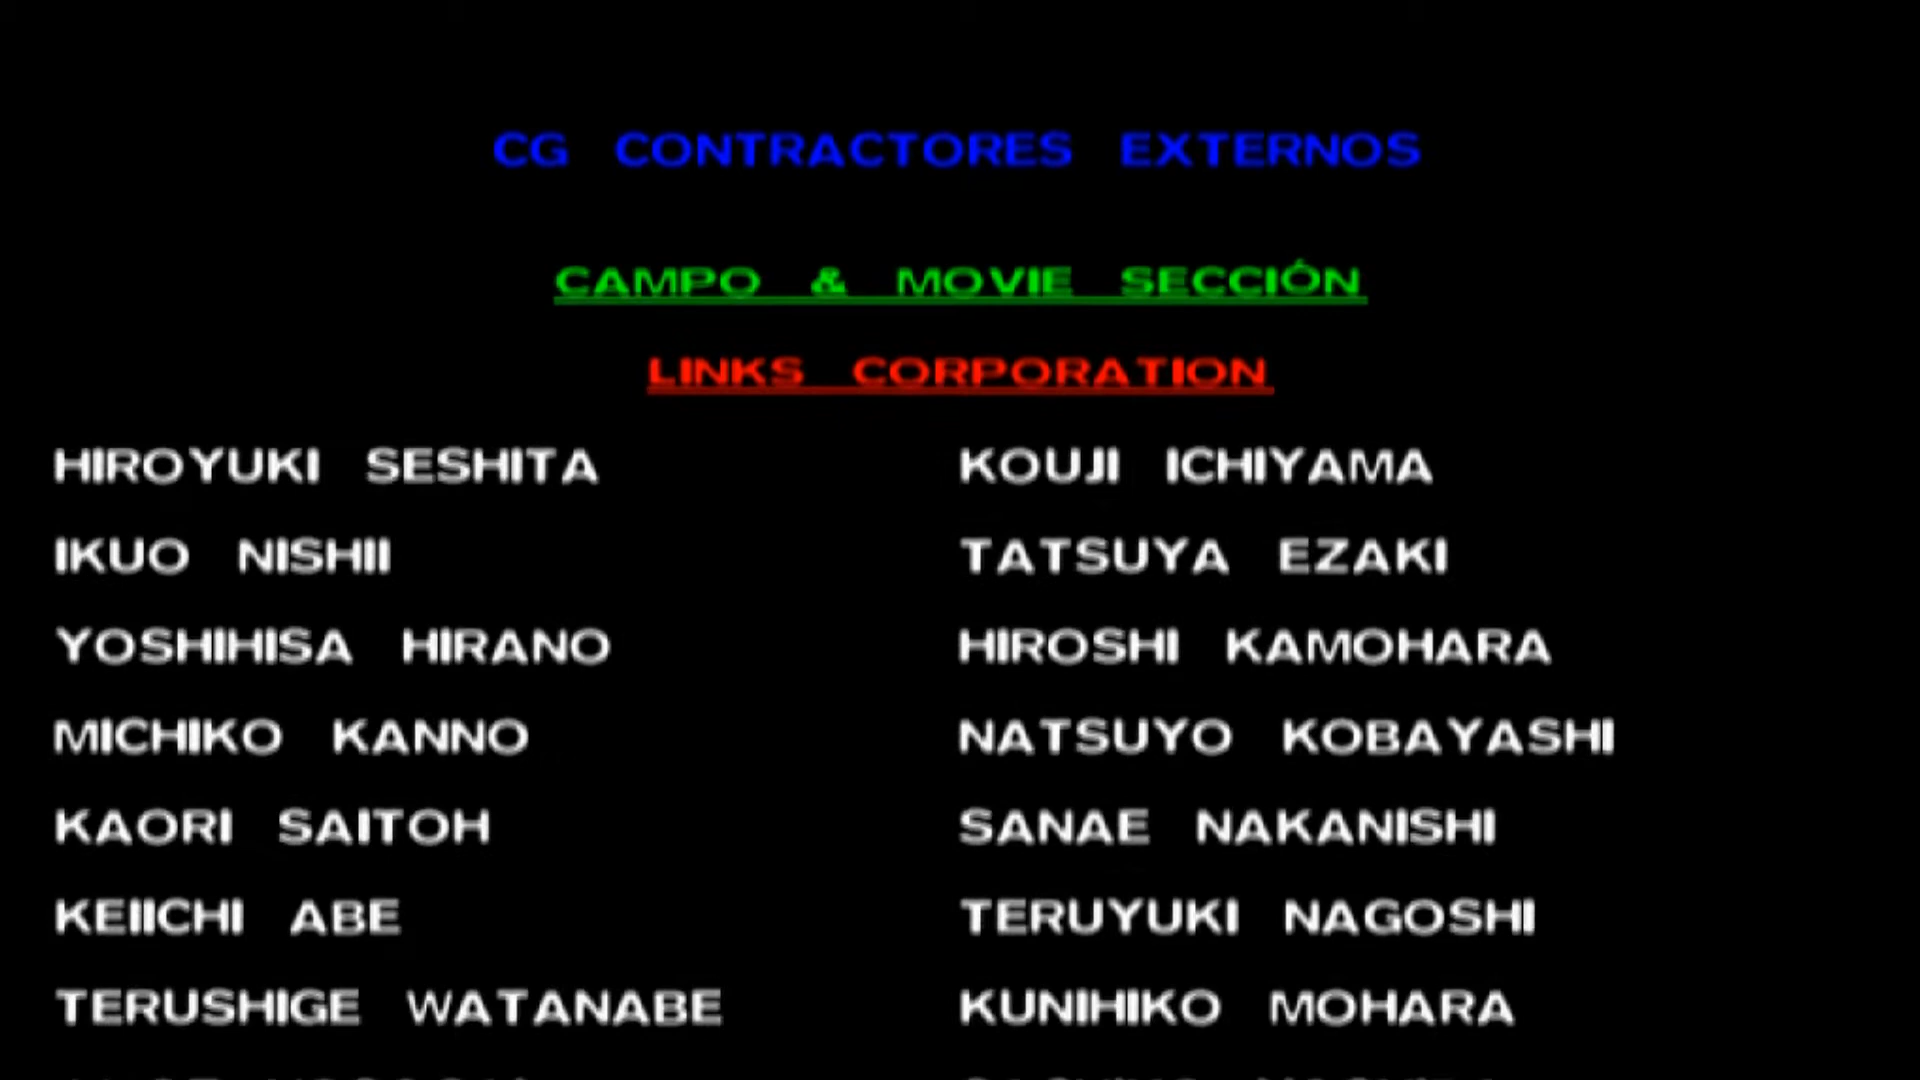 CG CONTRACTORES EXTERNOS
CAMPO & MOVIE SECCIÓN
LINKS CORPORATION
HIROYUKI SESHITA KOUJI ICHIYAMA
IKUO NISHII TATSUYA EZAKI
YOSHIHISA HIRANO HIROSHI KAMOHARA
MICHIKO KANNO NATSUYO KOBAYASHI
KAORI SAITOH SANAE NAKANISHI
KEIICHI ABE TERUYUKI NAGOSHI
TERUSHIGE WATANABE KUNIHIKO MOHARA